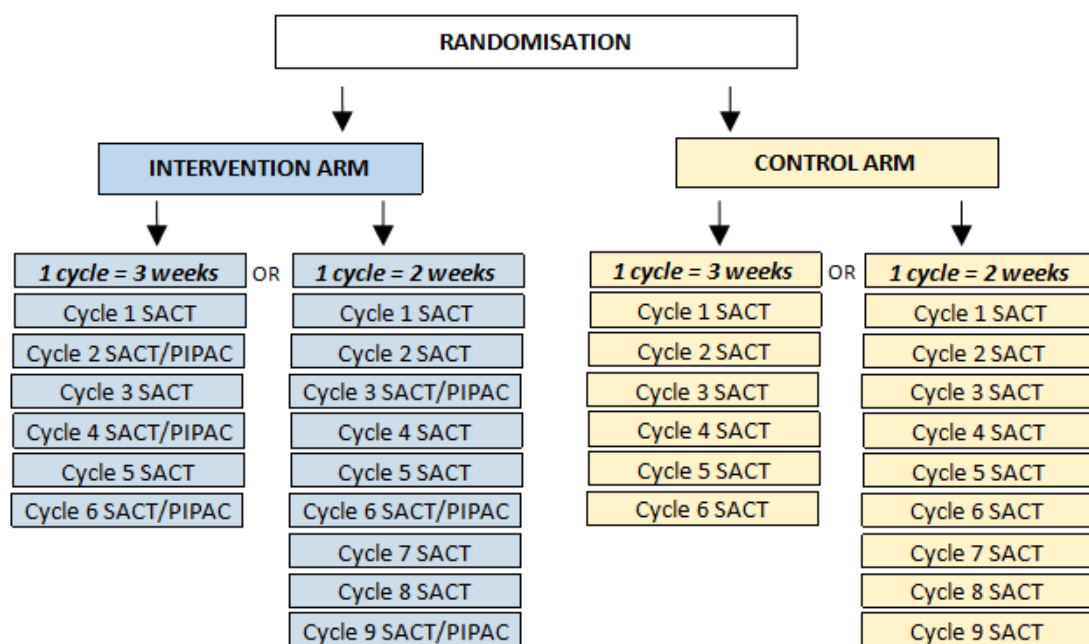 RANDOMISATION
INTERVENTION ARM
1 cycle = 3 weeks
Cycle 1 SACT
Cycle 2 SACT/PIPAC
Cycle 3 SACT
Cycle 4 SACT/PIPAC
Cycle 5 SACT
Cycle 6 SACT/PIPAC
OR
1 cycle = 2 weeks
Cycle 1 SACT
Cycle 2 SACT
Cycle 3 SACT/PIPAC
Cycle 4 SACT
Cycle 5 SACT
Cycle 6 SACT/PIPAC
Cycle 7 SACT
Cycle 8 SACT
Cycle 9 SACT/PIPAC
CONTROL ARM
1 cycle = 3 weeks
Cycle 1 SACT
Cycle 2 SACT
Cycle 3 SACT
Cycle 4 SACT
Cycle 5 SACT
Cycle 6 SACT
OR
1 cycle = 2 weeks
Cycle 1 SACT
Cycle 2 SACT
Cycle 3 SACT
Cycle 4 SACT
Cycle 5 SACT
Cycle 6 SACT
Cycle 7 SACT
Cycle 8 SACT
Cycle 9 SACT